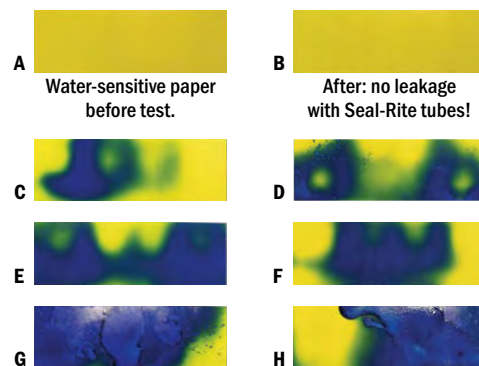 A
B
Water-sensitive paper
before test.
After: no leakage
with Seal-Rite tubes!
C
D
E
F
G
H